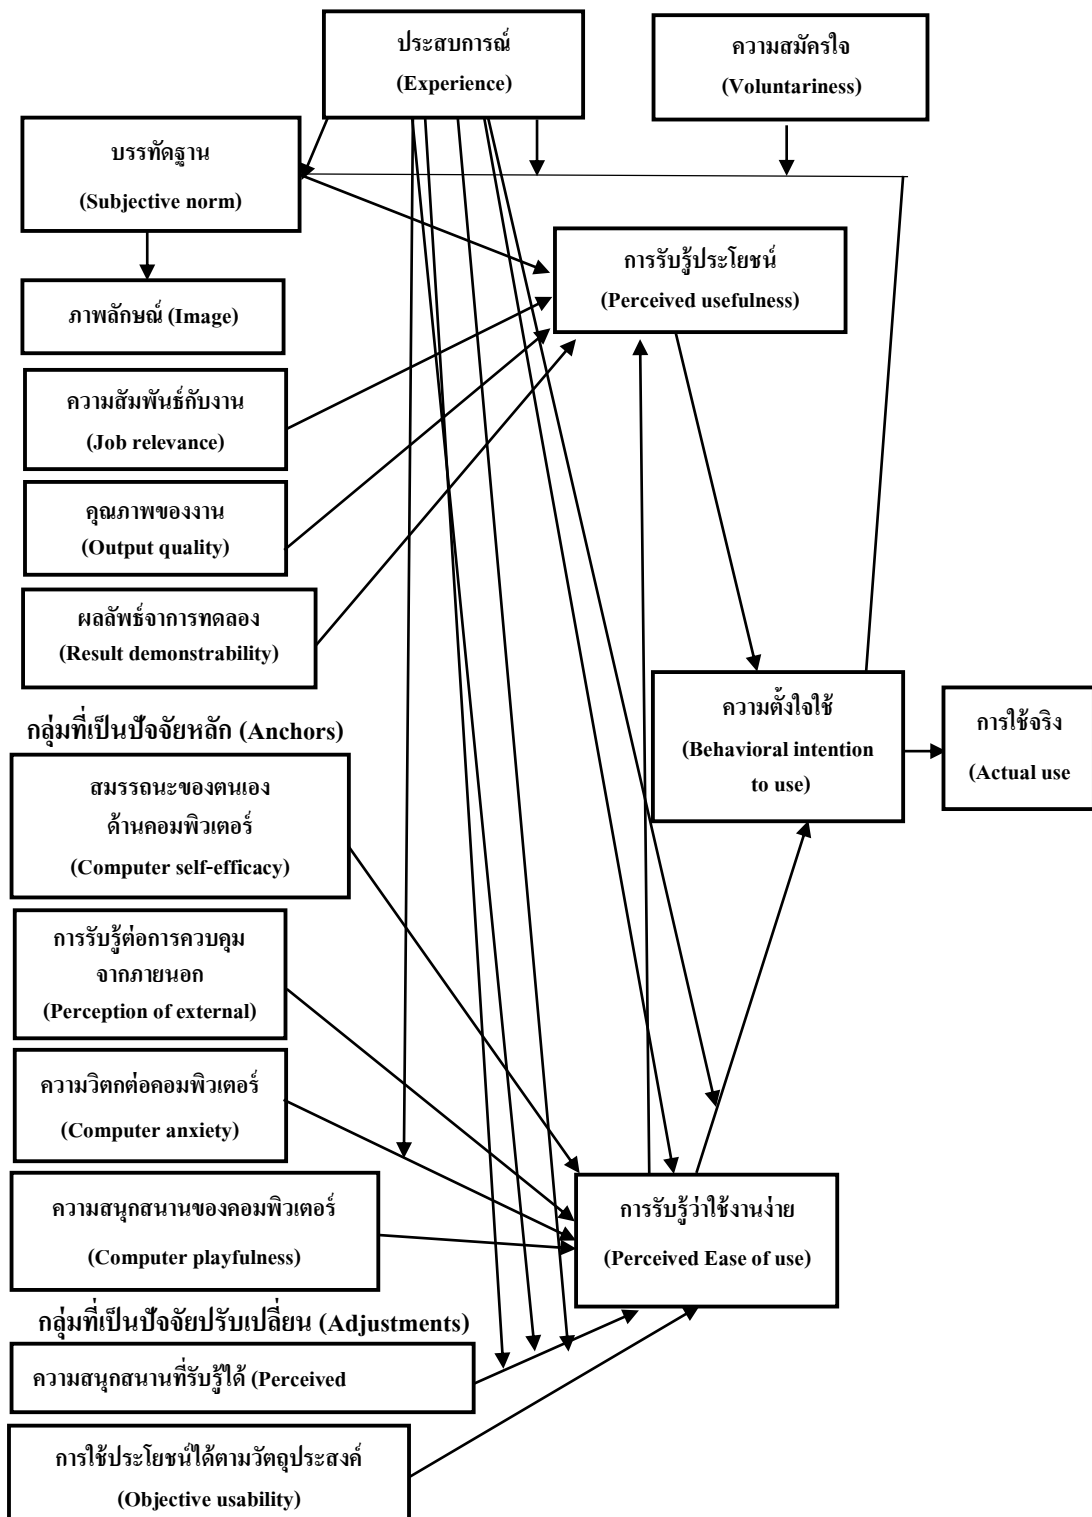 ประสบการณ์
(Experience)
ความสมัครใจ
(Voluntariness)
บรรทัดฐาน
(Subjective norm)
การรับรู้ประโยชน์
(Perceived usefulness)
ภาพลักษณ์ (Image)
ความสัมพันธ์กับงาน
(Job relevance)
คุณภาพของงาน
(Output quality)
ผลลัพธ์จาการทดลอง
(Result demonstrability)
ความตั้งใจใช้
(Behavioral intention
to use)
การใช้จริง
(Actual use
กลุ่มที่เป็นปัจจัยหลัก (Anchors)
สมรรถนะของตนเอง
ด้านคอมพิวเตอร์
(Computer self-efficacy)
การรับรู้ต่อการควบคุม
จากภายนอก
(Perception of external)
ความวิตกต่อคอมพิวเตอร์
(Computer anxiety)
ความสนุกสนานของคอมพิวเตอร์
(Computer playfulness)
การรับรู้ว่าใช้งานง่าย
(Perceived Ease of use)
กลุ่มที่เป็นปัจจัยปรับเปลี่ยน (Adjustments)
ความสนุกสนานที่รับรู้ได้ (Perceived
การใช้ประโยชน์ได้ตามวัตถุประสงค์
(Objective usability)